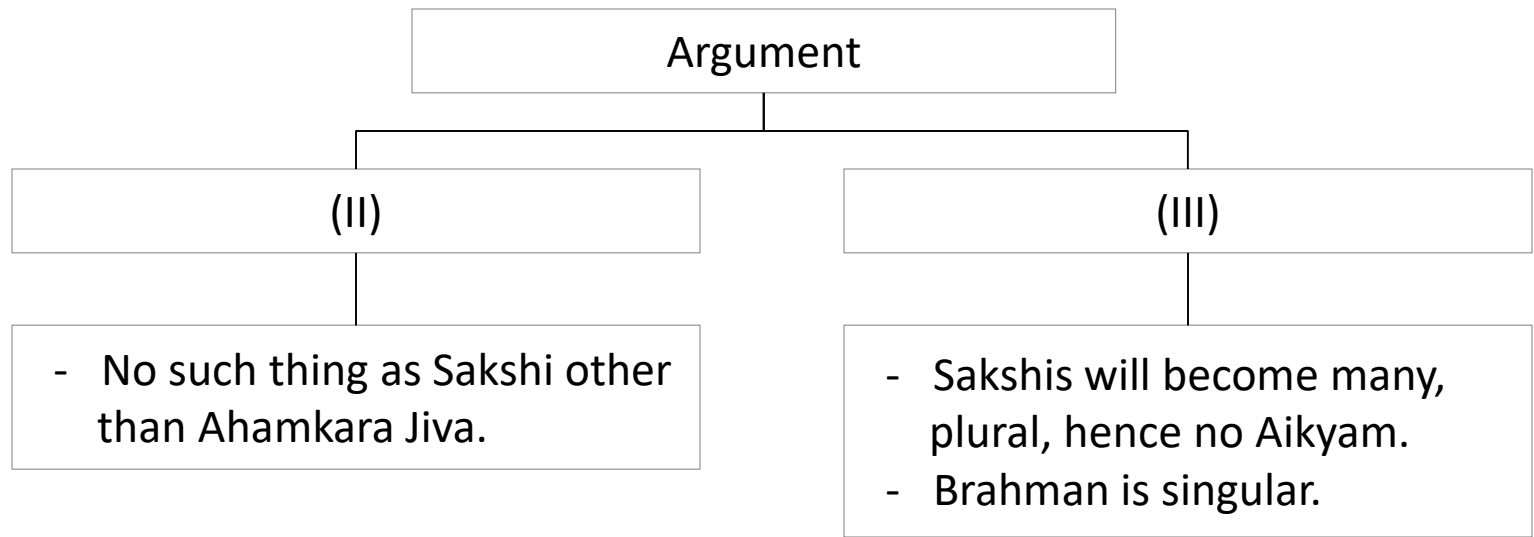 Argument
(II)
(III)
- No such thing as Sakshi other
than Ahamkara Jiva.
- Sakshis will become many,
plural, hence no Aikyam.
- Brahman is singular.